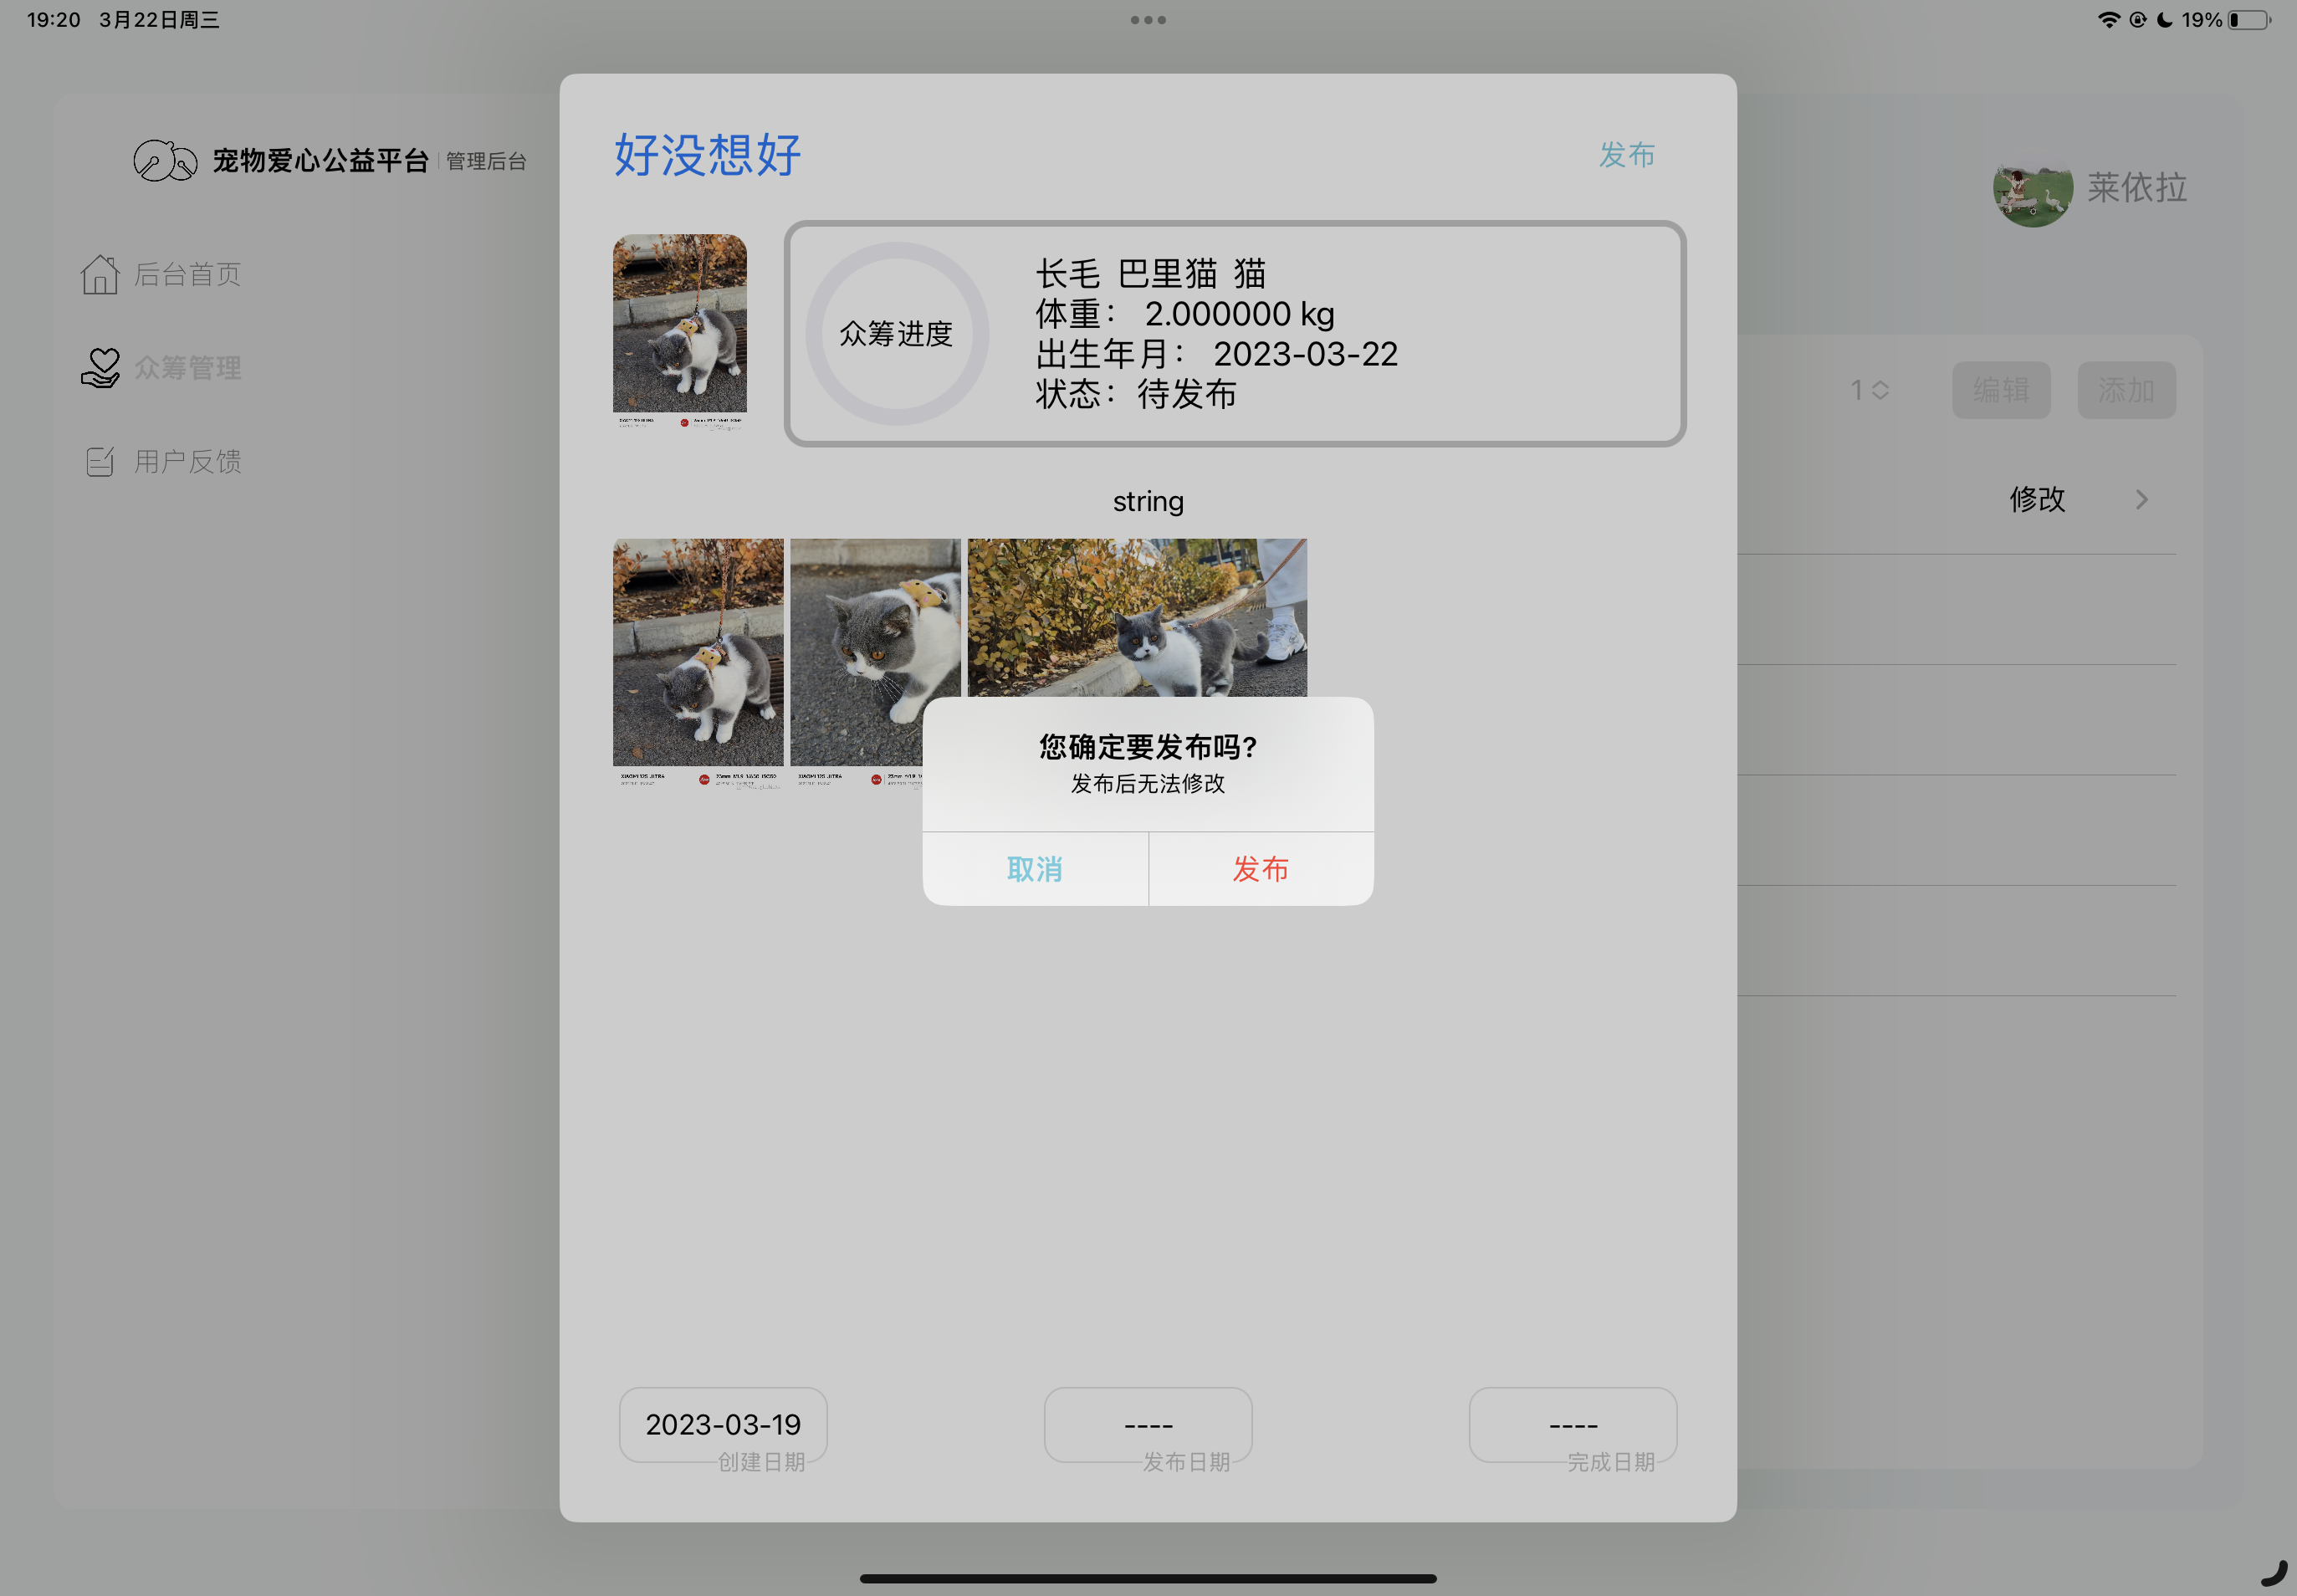 19:20 3月22日周三
19%
宠物爱心公益平台 管理后台
后台首页
众筹管理
用户反馈
好没想好
发布
莱依拉
众筹进度
长毛 巴里猫 猫
体重： 2.000000 kg
出生年月： 2023-03-22
状态：待发布
1
编辑
添加
修改
string
您确定要发布吗?
发布后无法修改
取消
发布
2023-03-19
创建日期
----
发布日期
----
完成日期